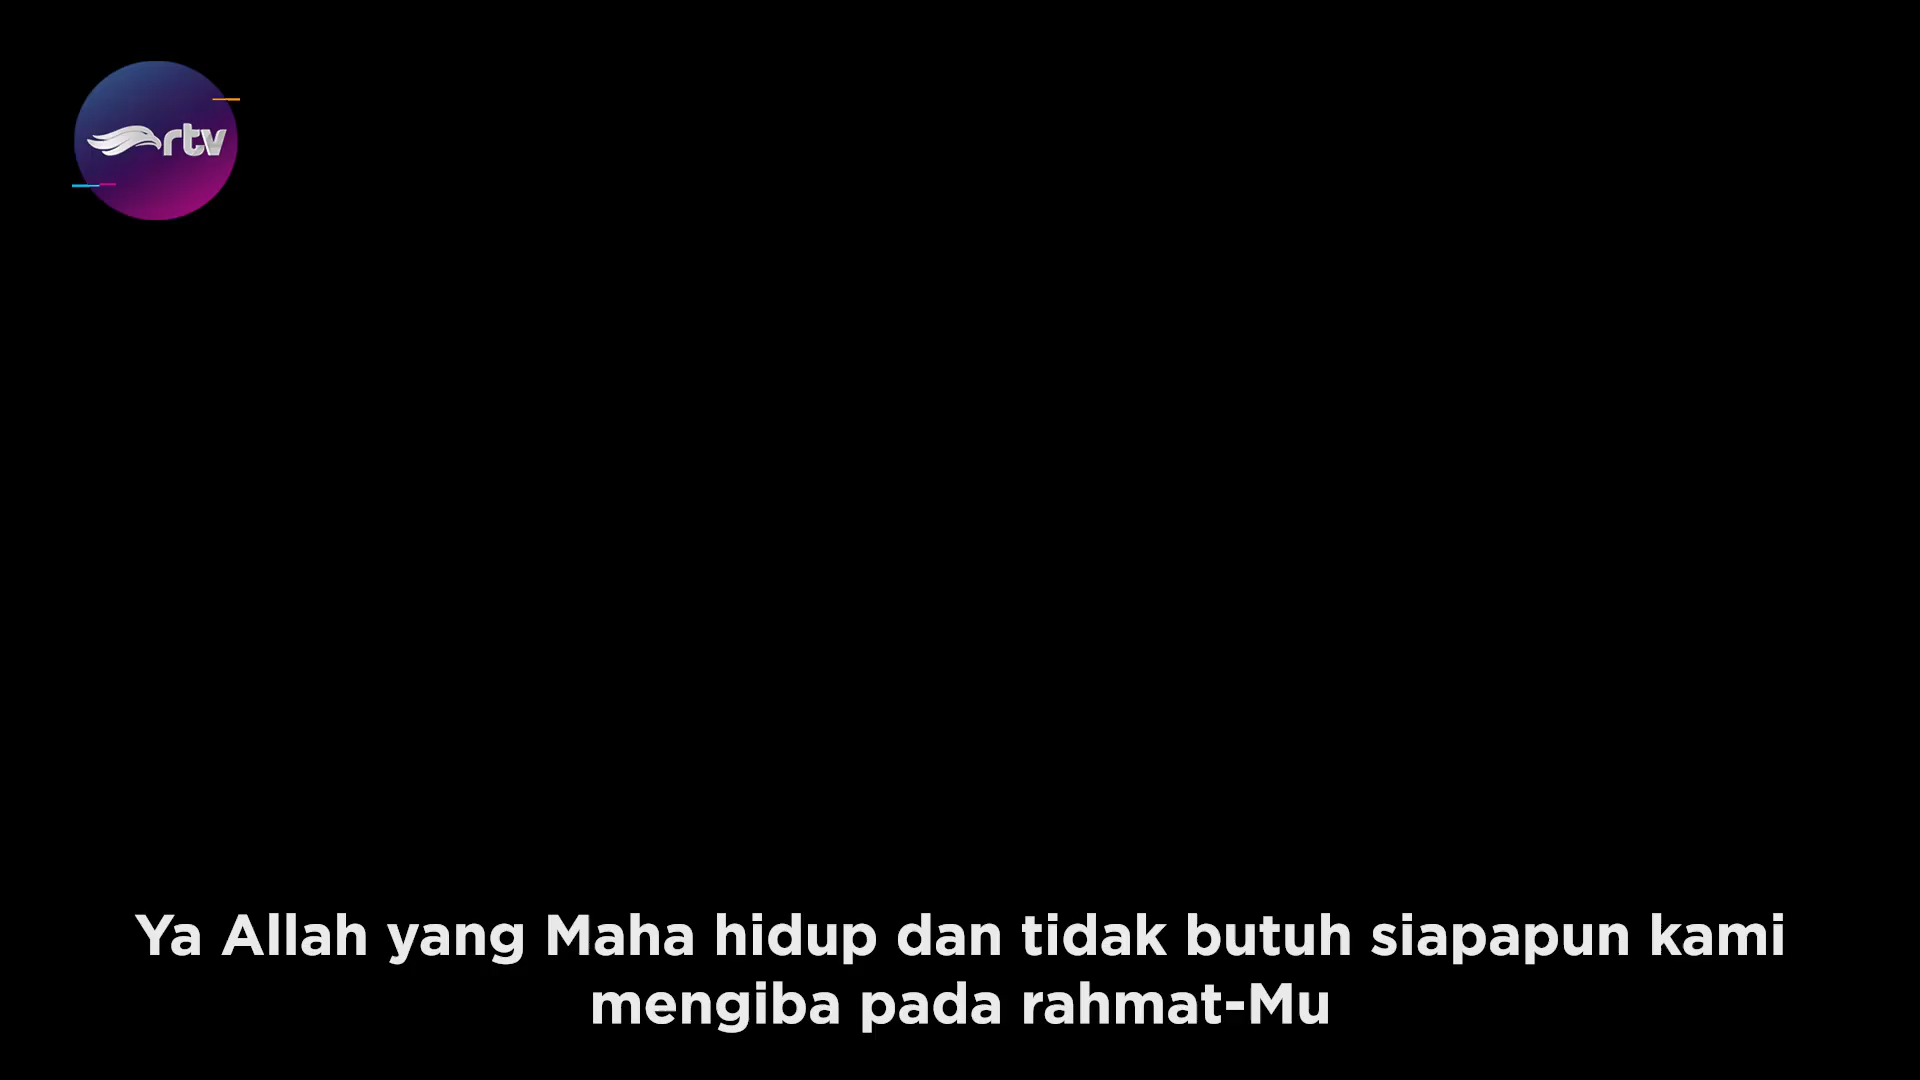 rtv
Ya Allah yang Maha hidup dan tidak butuh siapapun kami
mengiba pada rahmat-Mu